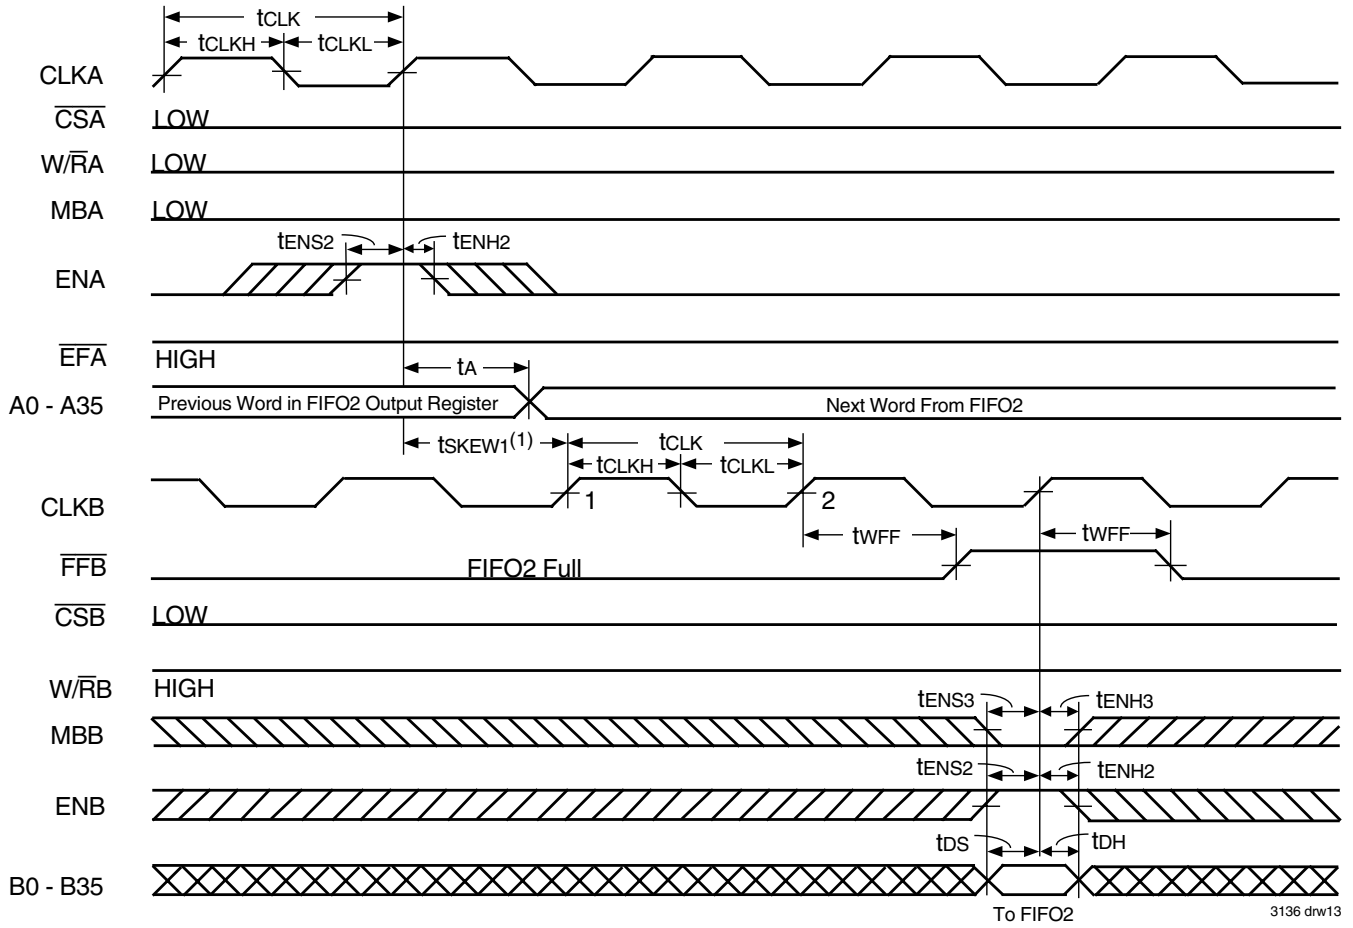 tCLK
tCLKH tCLKL
CLKA
CSA LOW
W/RA LOW
MBA LOW
tENS2 tENH2
ENA
EFA HIGH
tA
A0 - A35 Previous Word in FIFO2 Output Register Next Word From FIFO2
tSKEW1(1) tCLK
tCLKH tCLKL
CLKB 1 2
tWFF tWFF
FFB FIFO2 Full
CSB LOW
W/RB HIGH
tENS3 tENH3
MBB
tENS2 tENH2
ENB
tDS tDH
B0 - B35
To FIFO2
3136 drw13